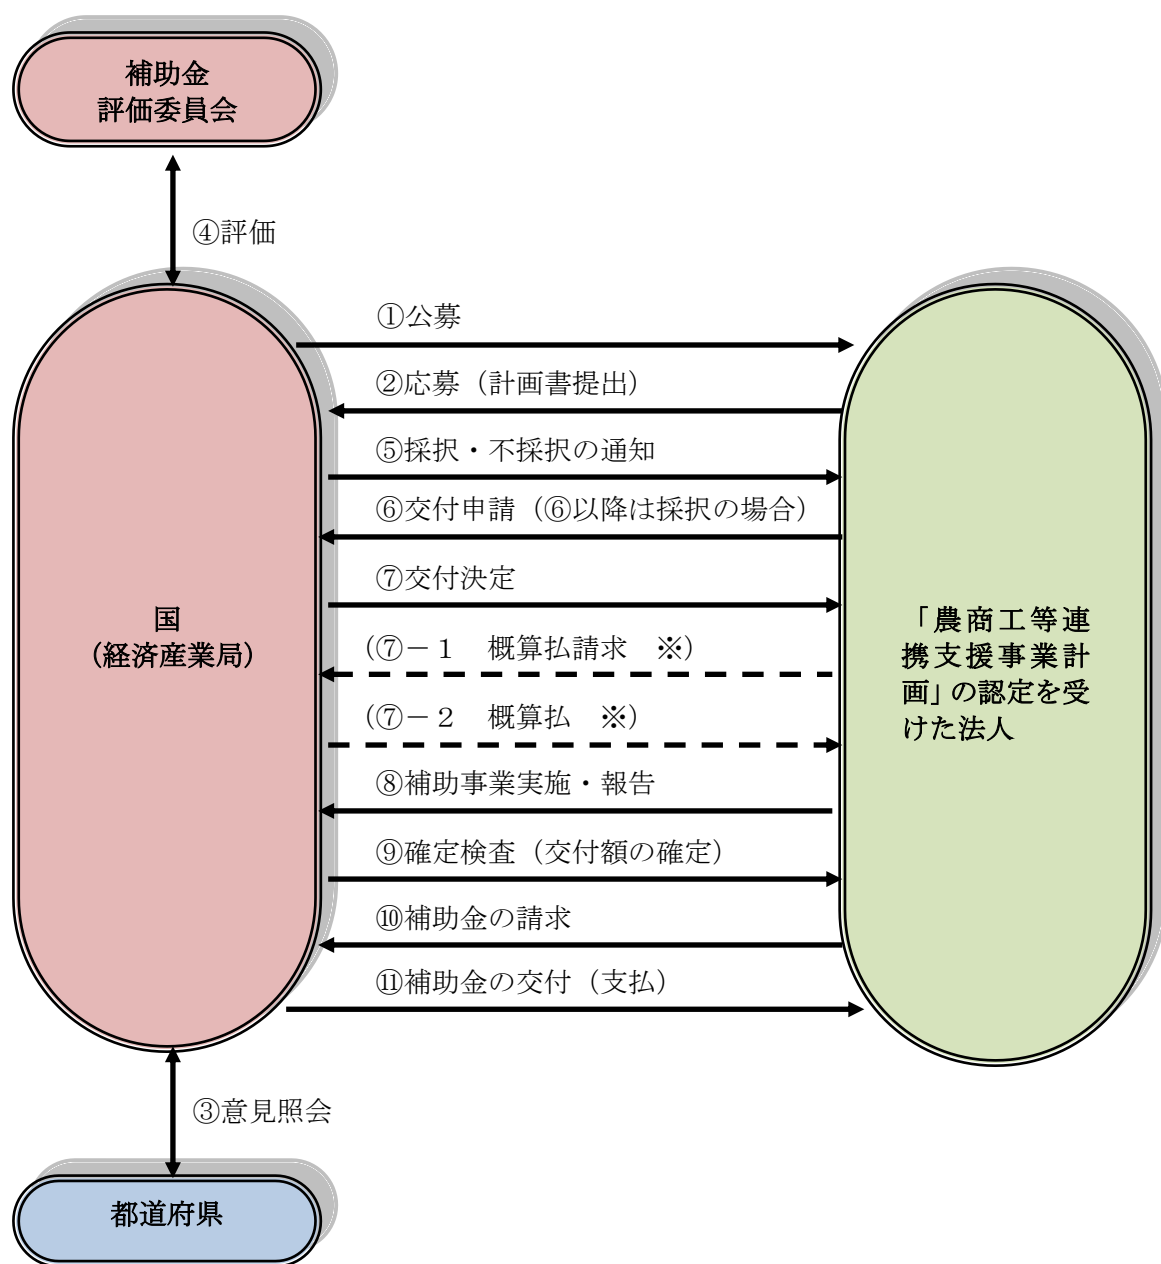 補助金
評価委員会
④評価
①公募
②応募（計画書提出）
⑤採択・不採択の通知
⑥交付申請（⑥以降は採択の場合）
⑦交付決定
国
（経済産業局）
（⑦－１　概算払請求　※）
（⑦－２　概算払　※）
「農商工等連
携支援事業計
画」の認定を受
けた法人
⑧補助事業実施・報告
⑨確定検査（交付額の確定）
⑩補助金の請求
⑪補助金の交付（支払）
③意見照会
都道府県